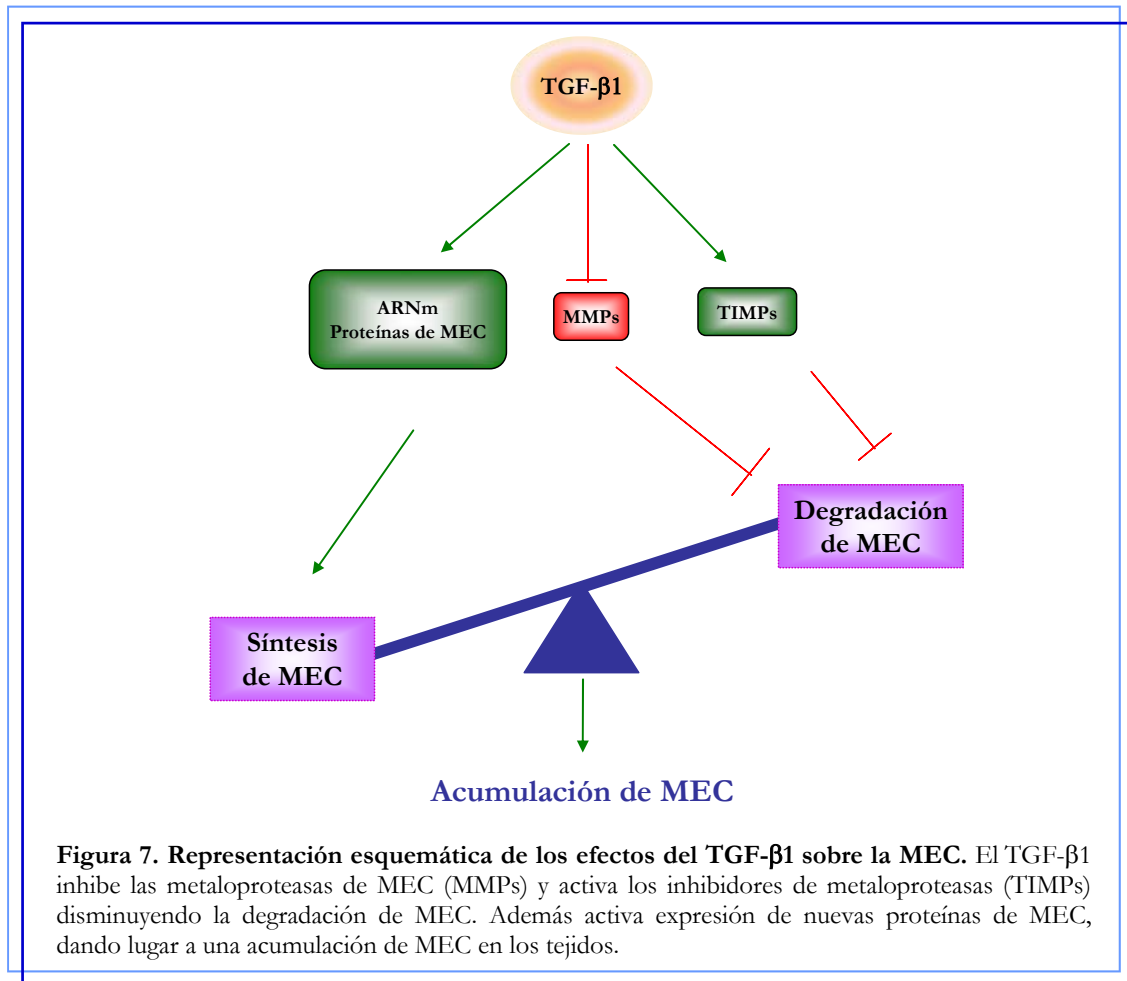 TGF-β1
ARNm
Proteínas de MEC
MMPs
TIMPs
Degradación
de MEC
Síntesis
de MEC
Acumulación de MEC
Figura 7. Representación esquemática de los efectos del TGF-β1 sobre la MEC. El TGF-β1
inhibe las metaloproteasas de MEC (MMPs) y activa los inhibidores de metaloproteasas (TIMPs)
disminuyendo la degradación de MEC. Además activa expresión de nuevas proteínas de MEC,
dando lugar a una acumulación de MEC en los tejidos.